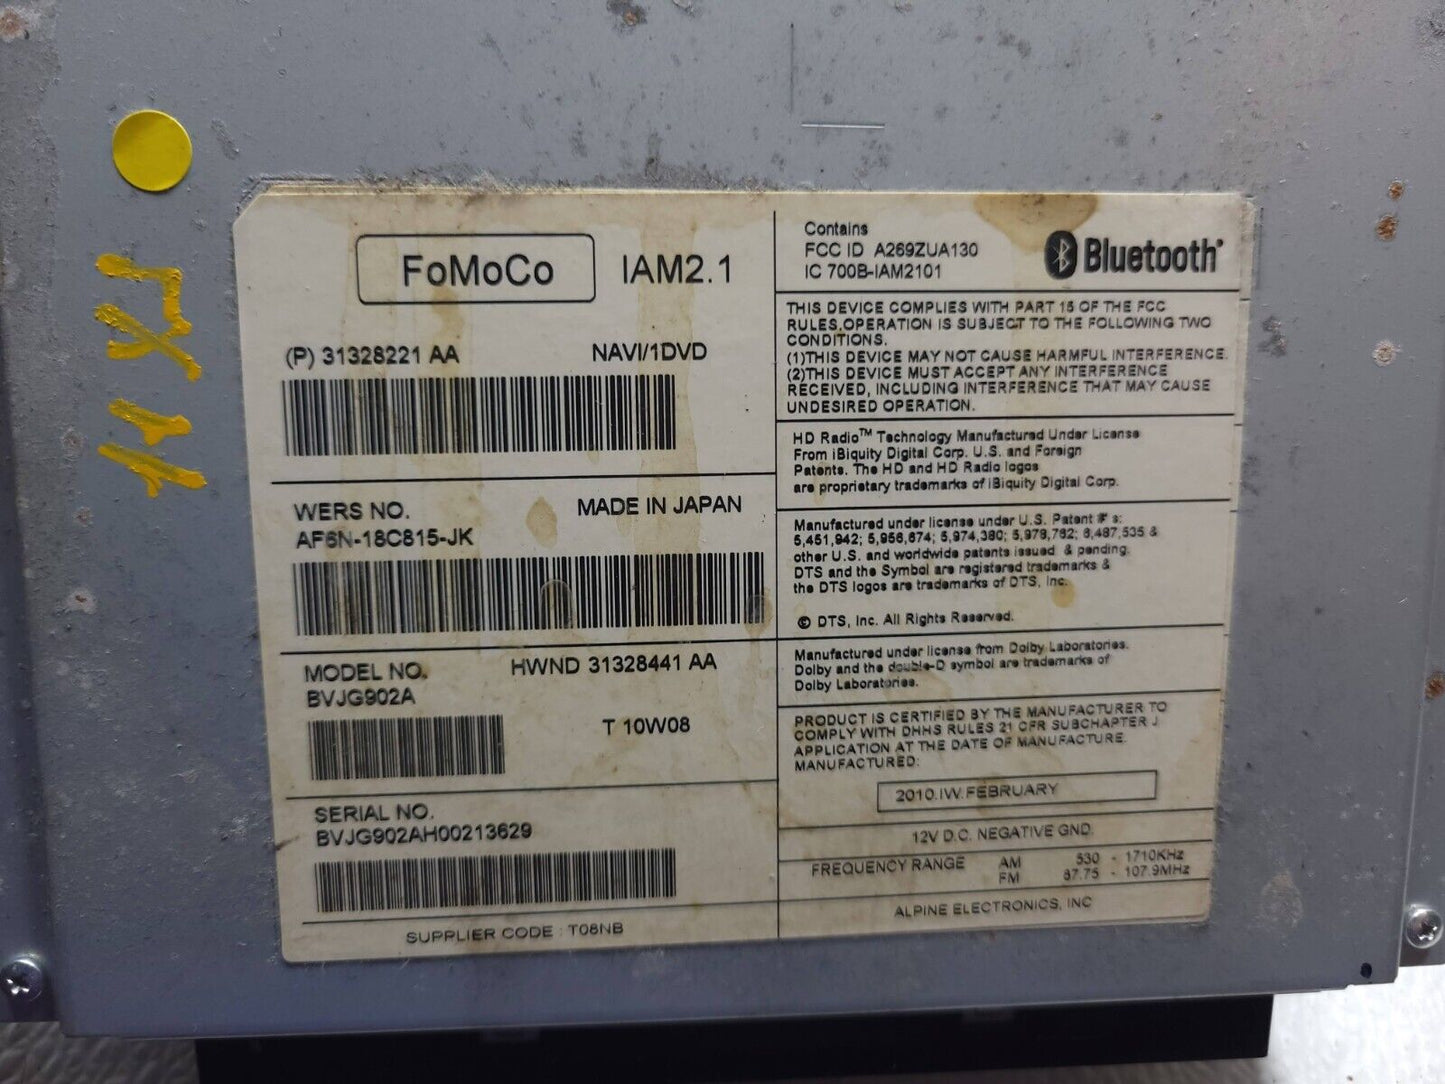 11 XJ
FoMoCo
IAM2.1
(P) 31328221 AA
NAVI/1DVD
WERS NO.
MADE IN JAPAN
AF6N-18C815-JK
MODEL NO.
HWND 31328441 AA
BVJG902A
T 10W08
SERIAL NO.
BVJG902AH00213629
SUPPLIER CODE : T08NB
Contains
FCC ID A269ZUA130
IC 700B-IAM2101
Bluetooth
THIS DEVICE COMPLIES WITH PART 15 OF THE FCC
RULES,OPERATION IS SUBJECT TO THE FOLLOWING TWO
CONDITIONS.
(1)THIS DEVICE MAY NOT CAUSE HARMFUL INTERFERENCE.
(2)THIS DEVICE MUST ACCEPT ANY INTERFERENCE
RECEIVED, INCLUDING INTERFERENCE THAT MAY CAUSE
UNDESIRED OPERATION.
HD Radio™ Technology Manufactured Under License
From iBiquity Digital Corp. U.S. and Foreign
Patents. The HD and HD Radio logos
are proprietary trademarks of iBiquity Digital Corp.
Manufactured under license under U.S. Patent #'s:
5,451,942; 5,956,674; 5,974,380; 5,978,762; 6,487,535 &
other U.S. and worldwide patents issued & pending.
DTS and the Symbol are registered trademarks &
the DTS logos are trademarks of DTS, Inc.
© DTS, Inc. All Rights Reserved.
Manufactured under license from Dolby Laboratories.
Dolby and the double-D symbol are trademarks of
Dolby Laboratories.
PRODUCT IS CERTIFIED BY THE MANUFACTURER TO
COMPLY WITH DHHS RULES 21 CFR SUBCHAPTER J
APPLICATION AT THE DATE OF MANUFACTURE.
MANUFACTURED:
2010.IW.FEBRUARY
12V D.C. NEGATIVE GND.
FREQUENCY RANGE AM 530 - 1710KHz
FM 87.75 - 107.9MHz
ALPINE ELECTRONICS, INC